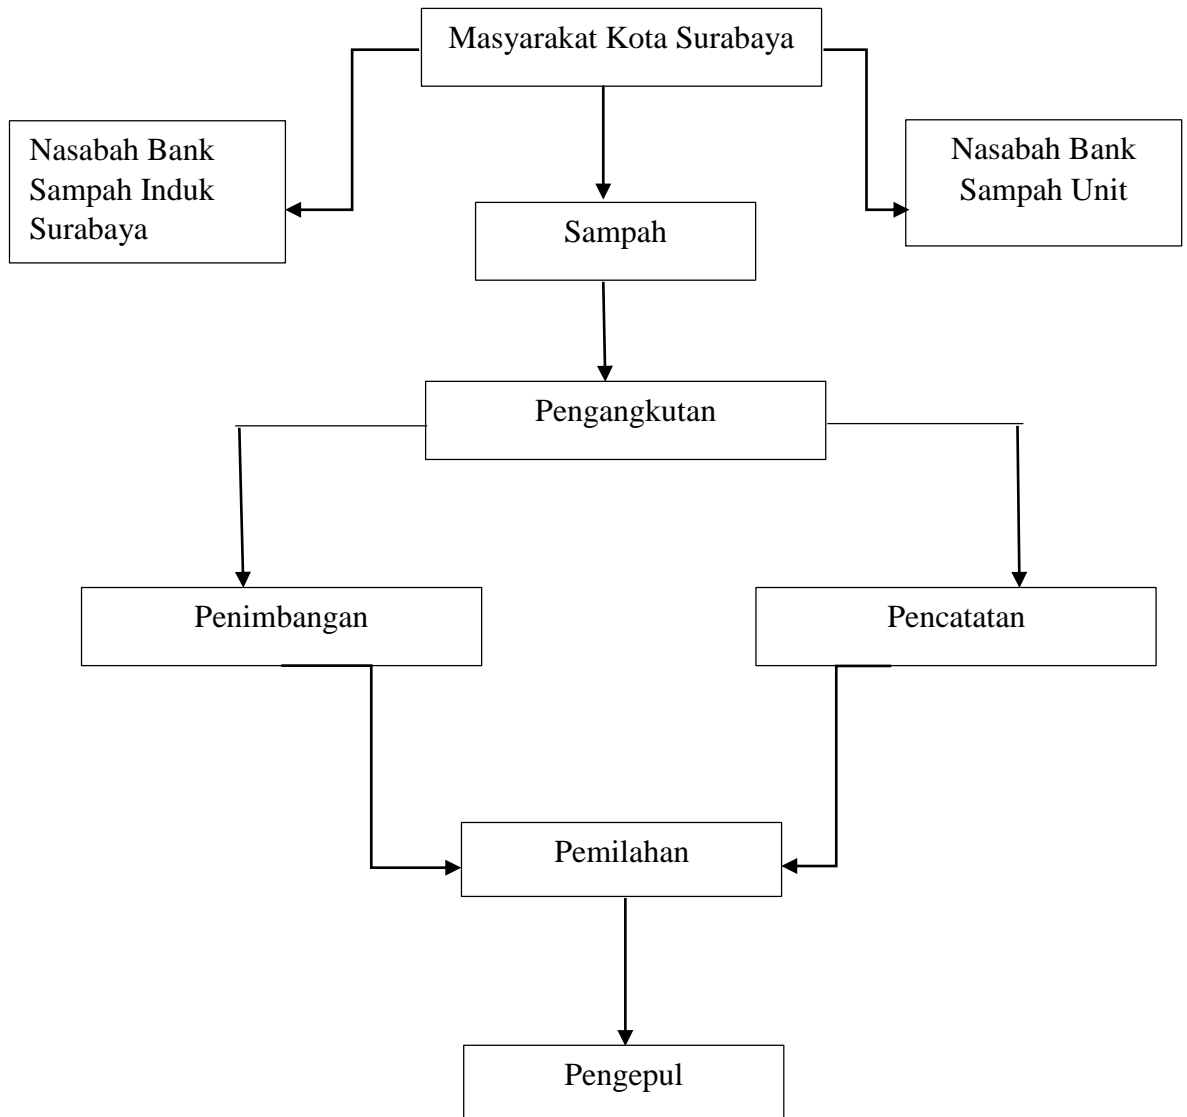 Masyarakat Kota Surabaya
Nasabah Bank
Sampah Induk
Surabaya
Nasabah Bank
Sampah Unit
Sampah
Pengangkutan
Penimbangan
Pencatatan
Pemilahan
Pengepul